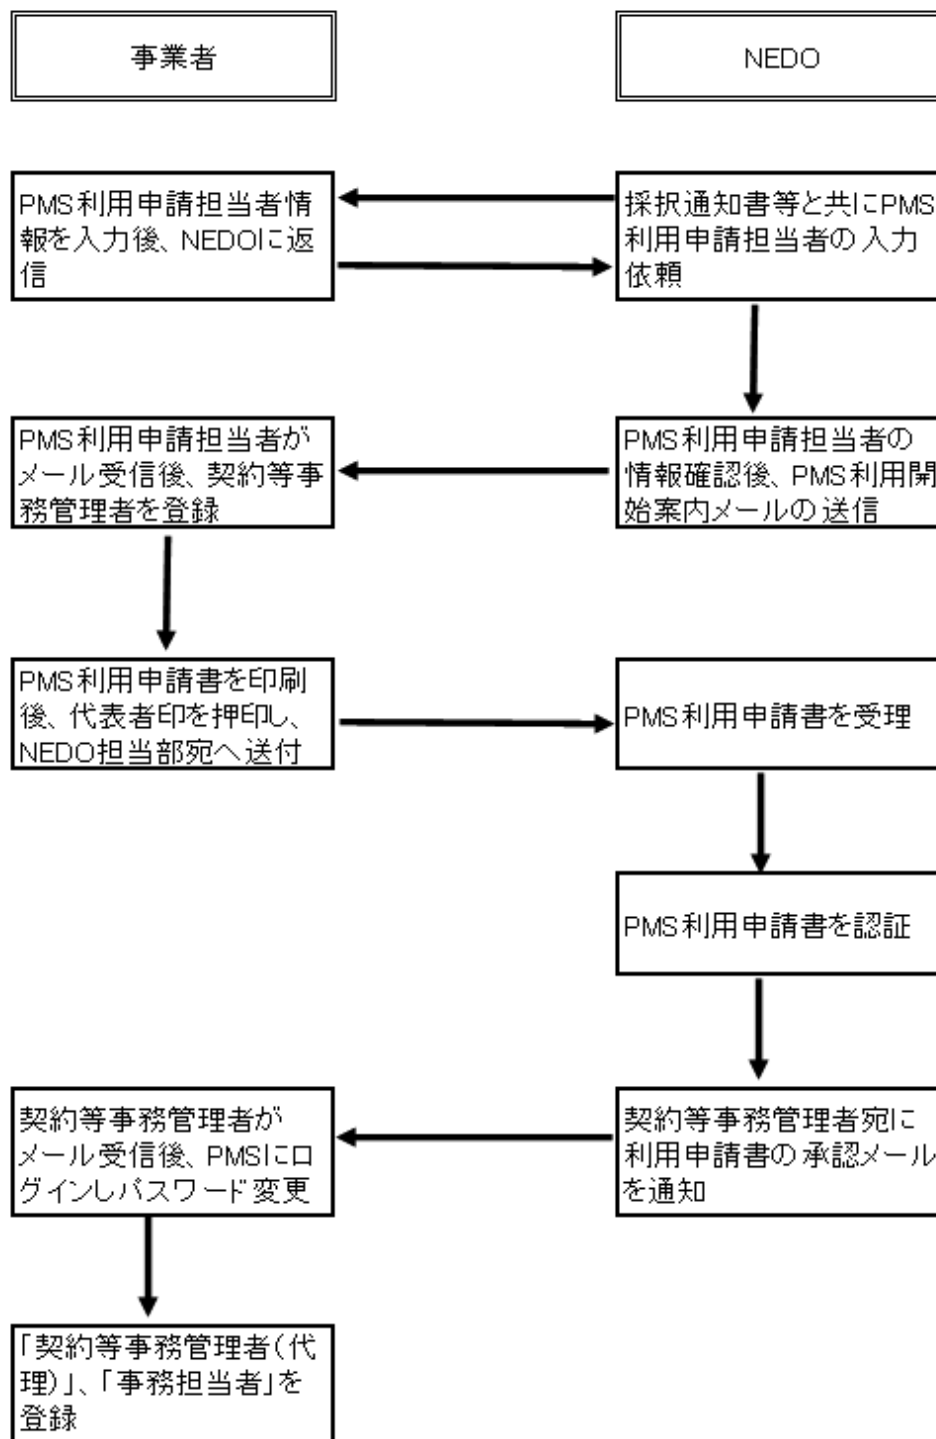 事業者
NEDO
PMS利用申請担当者情
報を入力後、NEDOに返
信
採択通知書等と共にPMS
利用申請担当者の入力
依頼
PMS利用申請担当者が
メール受信後、契約等事
務管理者を登録
PMS利用申請担当者の
情報確認後、PMS利用開
始案内メールの送信
PMS利用申請書を印刷
後、代表者印を押印し、
NEDO担当部宛へ送付
PMS利用申請書を受理
PMS利用申請書を認証
契約等事務管理者が
メール受信後、PMSにロ
グインしパスワード変更
契約等事務管理者宛に
利用申請書の承認メール
を通知
「契約等事務管理者(代
理)」、「事務担当者」を
登録